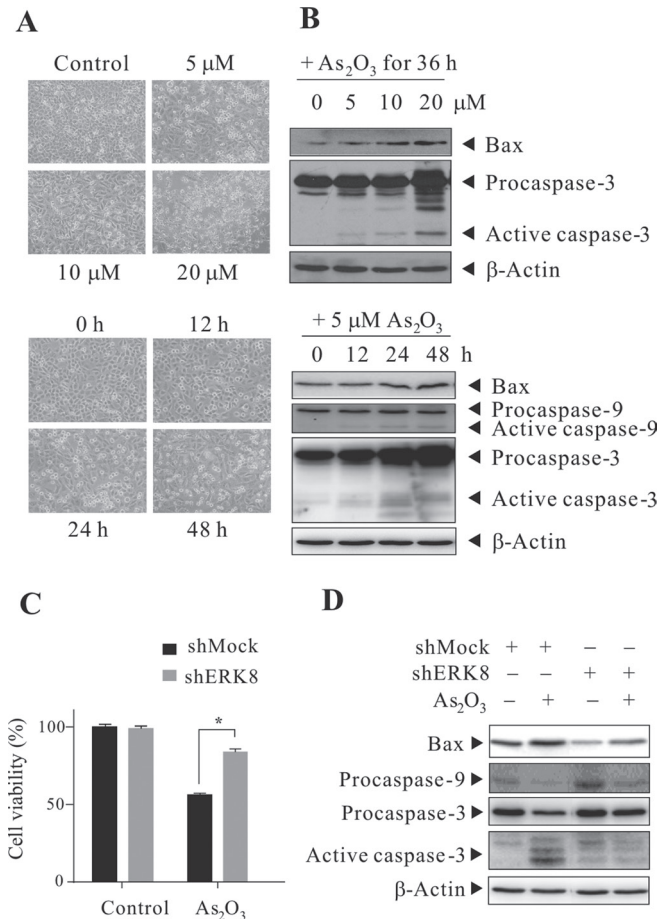 A
Control 5 μM
10 μM 20 μM
0 h 12 h
24 h 48 h
B
+ As₂O₃ for 36 h
0 5 10 20 μM
Bax
Procaspase-3
Active caspase-3
β-Actin
+ 5 μM As₂O₃
0 12 24 48 h
Bax
Procaspase-9
Active caspase-9
Procaspase-3
Active caspase-3
β-Actin
C
shMock
shERK8
Cell viability (%)
100
50
0
*
Control As₂O₃
D
shMock + + – –
shERK8 – – + +
As₂O₃ – + – +
Bax
Procaspase-9
Procaspase-3
Active caspase-3
β-Actin